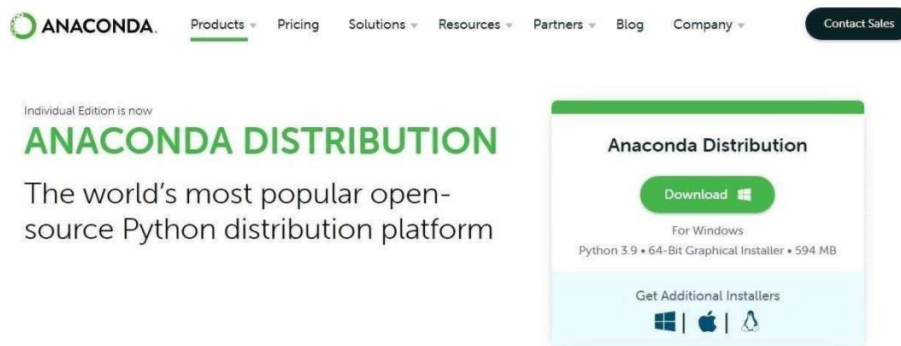 ANACONDA.
Products Pricing Solutions Resources Partners Blog Company Contact Sales
Individual Edition is now
ANACONDA DISTRIBUTION
The world's most popular open-
source Python distribution platform
Anaconda Distribution
Download
For Windows
Python 3.9 • 64-Bit Graphical Installer • 594 MB
Get Additional Installers